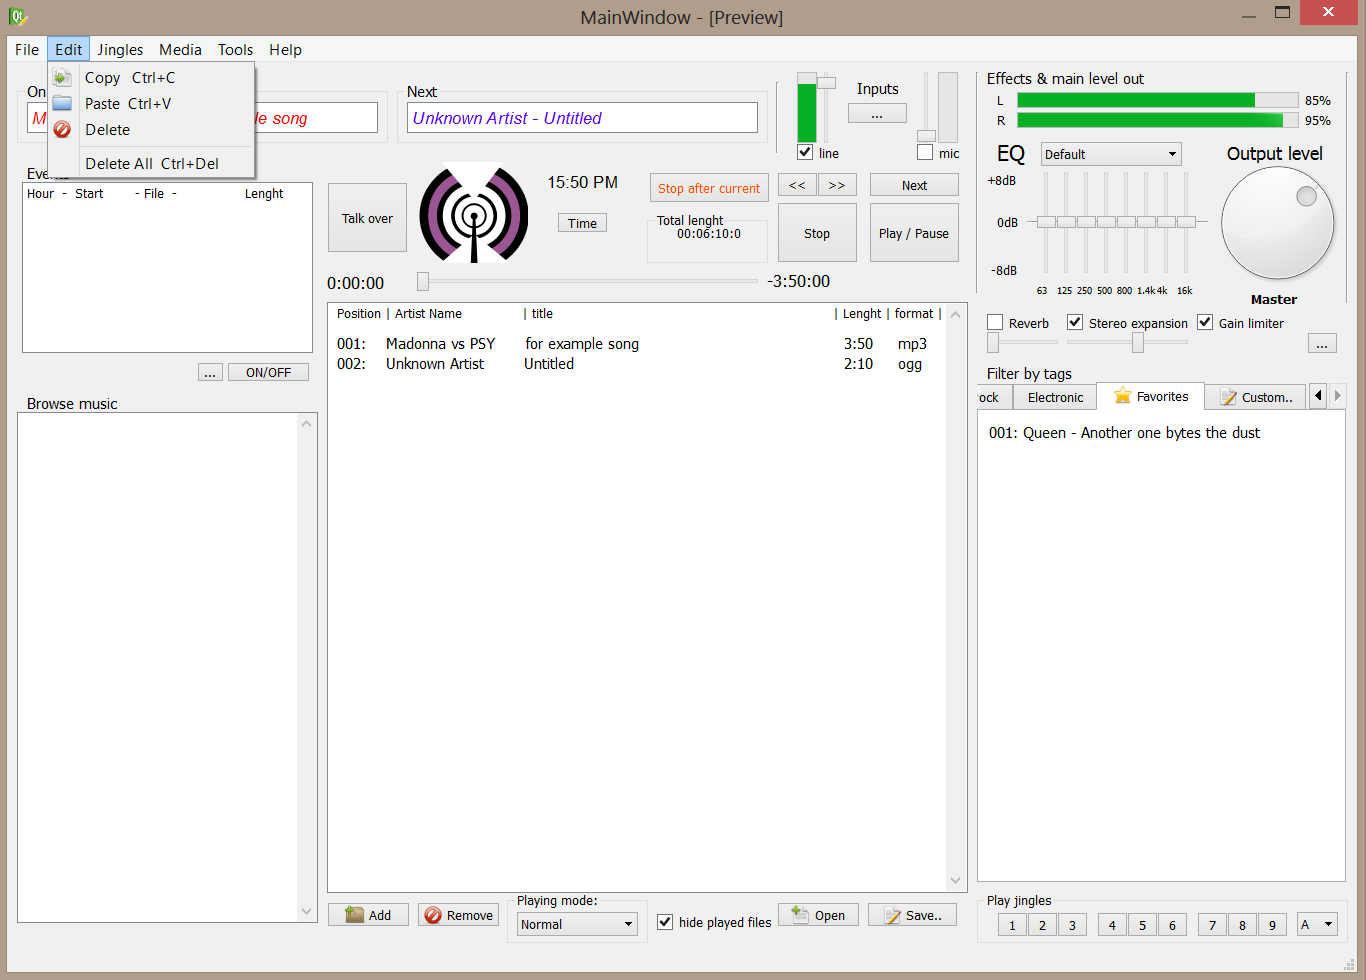 MainWindow - [Preview]
File Edit Jingles Media Tools Help
Copy Ctrl+C
Paste Ctrl+V
Delete
Delete All Ctrl+Del
On
M
le song
Next
Unknown Artist - Untitled
line
Inputs
...
mic
Effects & main level out
L 85%
R 95%
EQ
Default
Output level
+8dB
0dB
-8dB
63 125 250 500 800 1.4k 4k 16k
Master
Hour - Start - File - Lenght
... ON/OFF
Talk over
15:50 PM
Time
Stop after current
Total lenght
00:06:10:0
<< >>
Next
Stop
Play / Pause
0:00:00
-3:50:00
Reverb
Stereo expansion
Gain limiter
...
Position | Artist Name | title | Lenght | format |
001: Madonna vs PSY for example song 3:50 mp3
002: Unknown Artist Untitled 2:10 ogg
Browse music
Filter by tags
ock Electronic Favorites Custom..
001: Queen - Another one bytes the dust
Add
Remove
Playing mode:
Normal
hide played files
Open
Save..
Play jingles
1 2 3 4 5 6 7 8 9 A